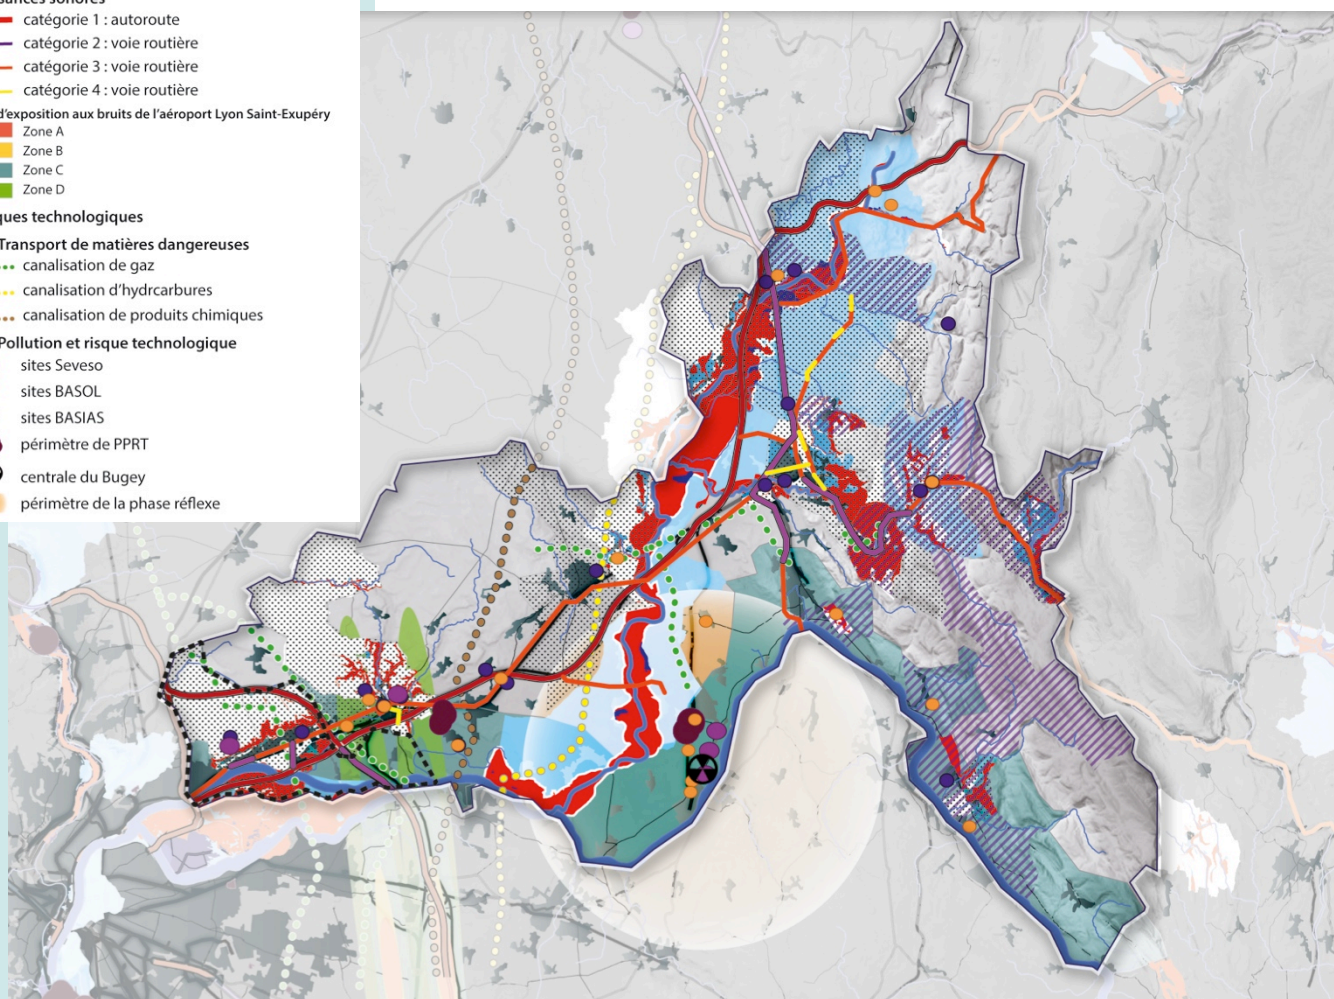 catégorie 1 : autoroute
catégorie 2 : voie routière
catégorie 3 : voie routière
catégorie 4 : voie routière
d'exposition aux bruits de l'aéroport Lyon Saint-Exupéry
Zone A
Zone B
Zone C
Zone D
ques technologiques
Transport de matières dangereuses
canalisation de gaz
canalisation d'hydrcarbures
canalisation de produits chimiques
Pollution et risque technologique
sites Seveso
sites BASOL
sites BASIAS
périmètre de PPRT
centrale du Bugey
périmètre de la phase réflexe